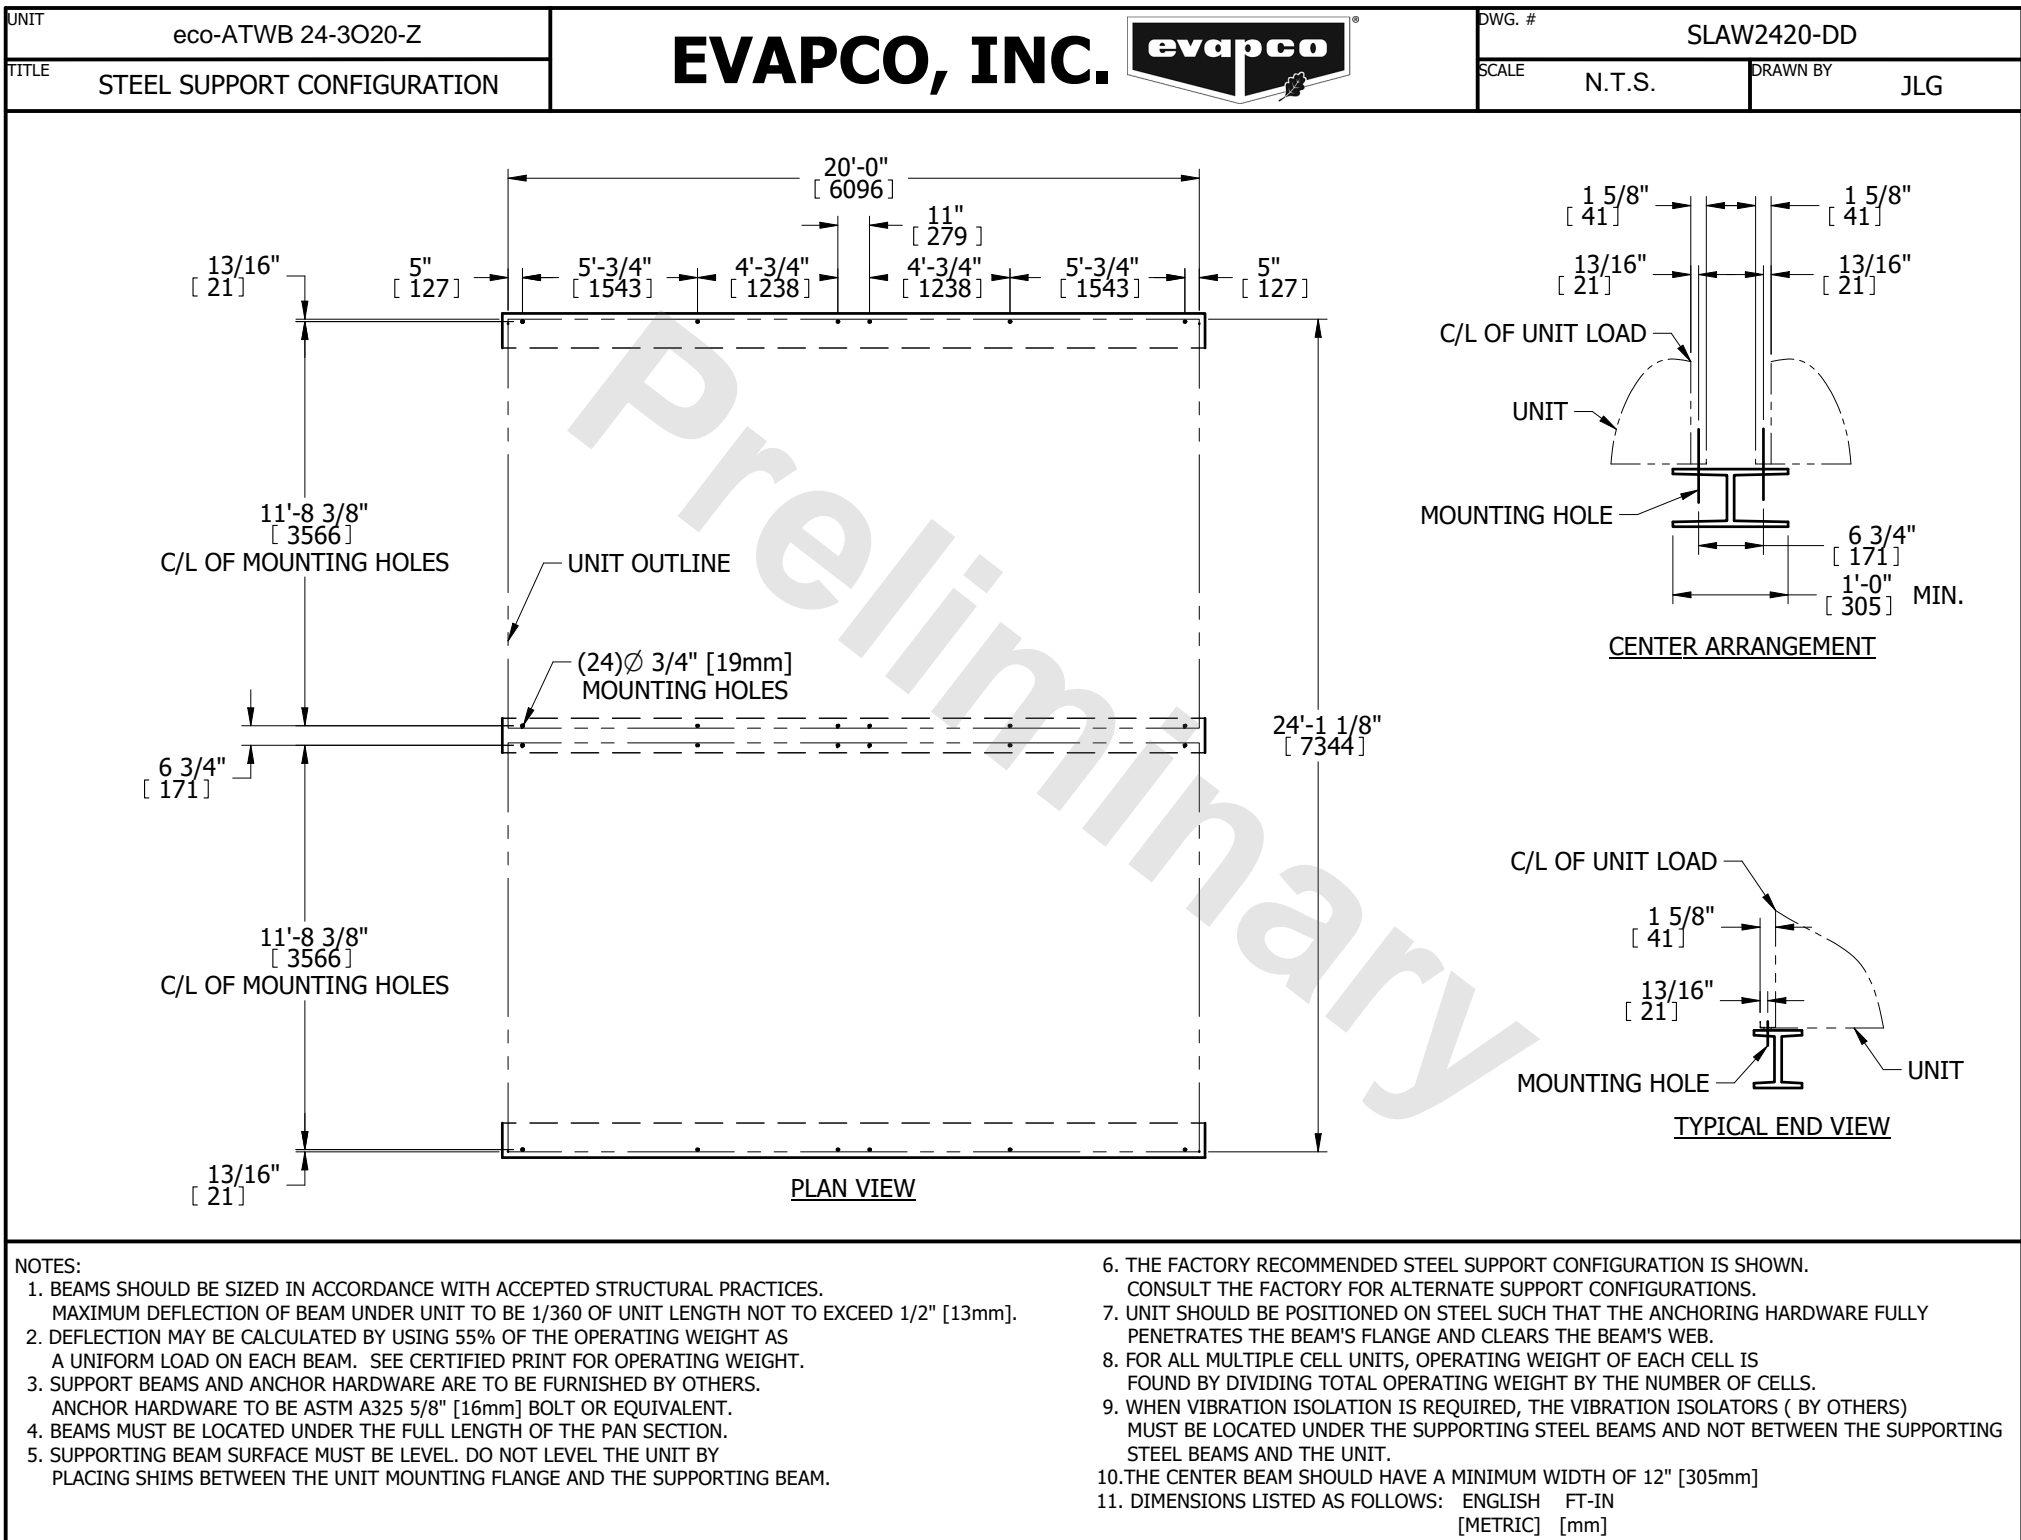 UNIT
eco-ATWB 24-3O20-Z
TITLE
STEEL SUPPORT CONFIGURATION
EVAPCO, INC.
evapco
®
DWG. #
SLAW2420-DD
SCALE
N.T.S.
DRAWN BY
JLG
20'-0"
[ 6096 ]
11"
[ 279 ]
13/16"
[ 21 ]
5"
[ 127 ]
5'-3/4"
[ 1543 ]
4'-3/4"
[ 1238 ]
4'-3/4"
[ 1238 ]
5'-3/4"
[ 1543 ]
5"
[ 127 ]
11'-8 3/8"
[ 3566 ]
C/L OF MOUNTING HOLES
UNIT OUTLINE
(24)Ø 3/4" [19mm]
MOUNTING HOLES
6 3/4"
[ 171 ]
24'-1 1/8"
[ 7344 ]
11'-8 3/8"
[ 3566 ]
C/L OF MOUNTING HOLES
13/16"
[ 21 ]
PLAN VIEW
Preliminary
1 5/8"
[ 41 ]
1 5/8"
[ 41 ]
13/16"
[ 21 ]
13/16"
[ 21 ]
C/L OF UNIT LOAD
UNIT
MOUNTING HOLE
6 3/4"
[ 171 ]
1'-0"
[ 305 ] MIN.
CENTER ARRANGEMENT
C/L OF UNIT LOAD
1 5/8"
[ 41 ]
13/16"
[ 21 ]
MOUNTING HOLE
UNIT
TYPICAL END VIEW
NOTES:
1. BEAMS SHOULD BE SIZED IN ACCORDANCE WITH ACCEPTED STRUCTURAL PRACTICES.
MAXIMUM DEFLECTION OF BEAM UNDER UNIT TO BE 1/360 OF UNIT LENGTH NOT TO EXCEED 1/2" [13mm].
2. DEFLECTION MAY BE CALCULATED BY USING 55% OF THE OPERATING WEIGHT AS
A UNIFORM LOAD ON EACH BEAM. SEE CERTIFIED PRINT FOR OPERATING WEIGHT.
3. SUPPORT BEAMS AND ANCHOR HARDWARE ARE TO BE FURNISHED BY OTHERS.
ANCHOR HARDWARE TO BE ASTM A325 5/8" [16mm] BOLT OR EQUIVALENT.
4. BEAMS MUST BE LOCATED UNDER THE FULL LENGTH OF THE PAN SECTION.
5. SUPPORTING BEAM SURFACE MUST BE LEVEL. DO NOT LEVEL THE UNIT BY
PLACING SHIMS BETWEEN THE UNIT MOUNTING FLANGE AND THE SUPPORTING BEAM.
6. THE FACTORY RECOMMENDED STEEL SUPPORT CONFIGURATION IS SHOWN.
CONSULT THE FACTORY FOR ALTERNATE SUPPORT CONFIGURATIONS.
7. UNIT SHOULD BE POSITIONED ON STEEL SUCH THAT THE ANCHORING HARDWARE FULLY
PENETRATES THE BEAM'S FLANGE AND CLEARS THE BEAM'S WEB.
8. FOR ALL MULTIPLE CELL UNITS, OPERATING WEIGHT OF EACH CELL IS
FOUND BY DIVIDING TOTAL OPERATING WEIGHT BY THE NUMBER OF CELLS.
9. WHEN VIBRATION ISOLATION IS REQUIRED, THE VIBRATION ISOLATORS ( BY OTHERS)
MUST BE LOCATED UNDER THE SUPPORTING STEEL BEAMS AND NOT BETWEEN THE SUPPORTING
STEEL BEAMS AND THE UNIT.
10.THE CENTER BEAM SHOULD HAVE A MINIMUM WIDTH OF 12" [305mm]
11. DIMENSIONS LISTED AS FOLLOWS: ENGLISH FT-IN
[METRIC] [mm]